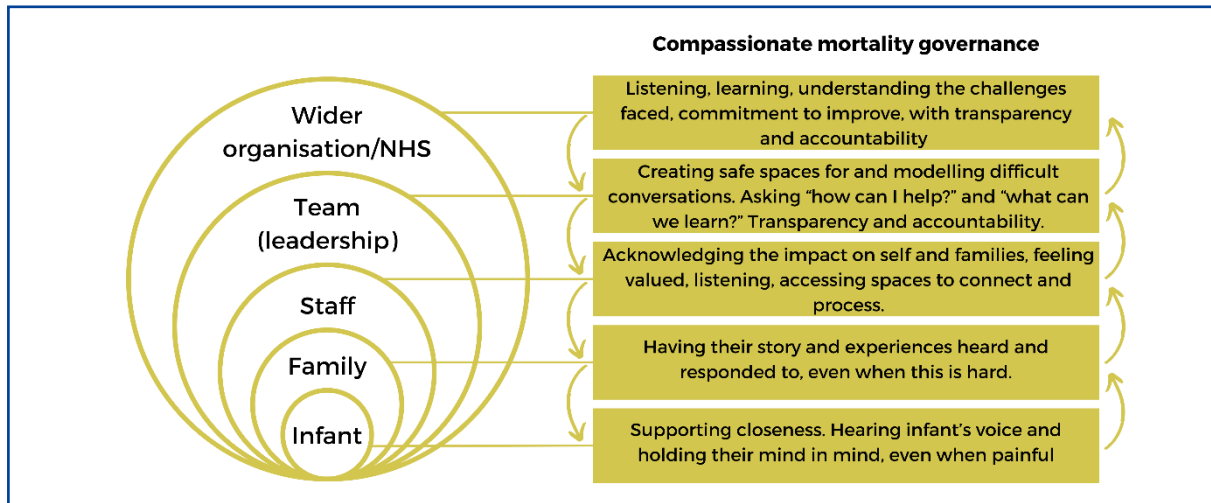 Compassionate mortality governance
Wider
organisation/NHS
Listening, learning, understanding the challenges
faced, commitment to improve, with transparency
and accountability
Team
(leadership)
Creating safe spaces for and modelling difficult
conversations. Asking “how can I help?” and “what can
we learn?” Transparency and accountability.
Staff
Acknowledging the impact on self and families, feeling
valued, listening, accessing spaces to connect and
process.
Family
Having their story and experiences heard and
responded to, even when this is hard.
Infant
Supporting closeness. Hearing infant’s voice and
holding their mind in mind, even when painful